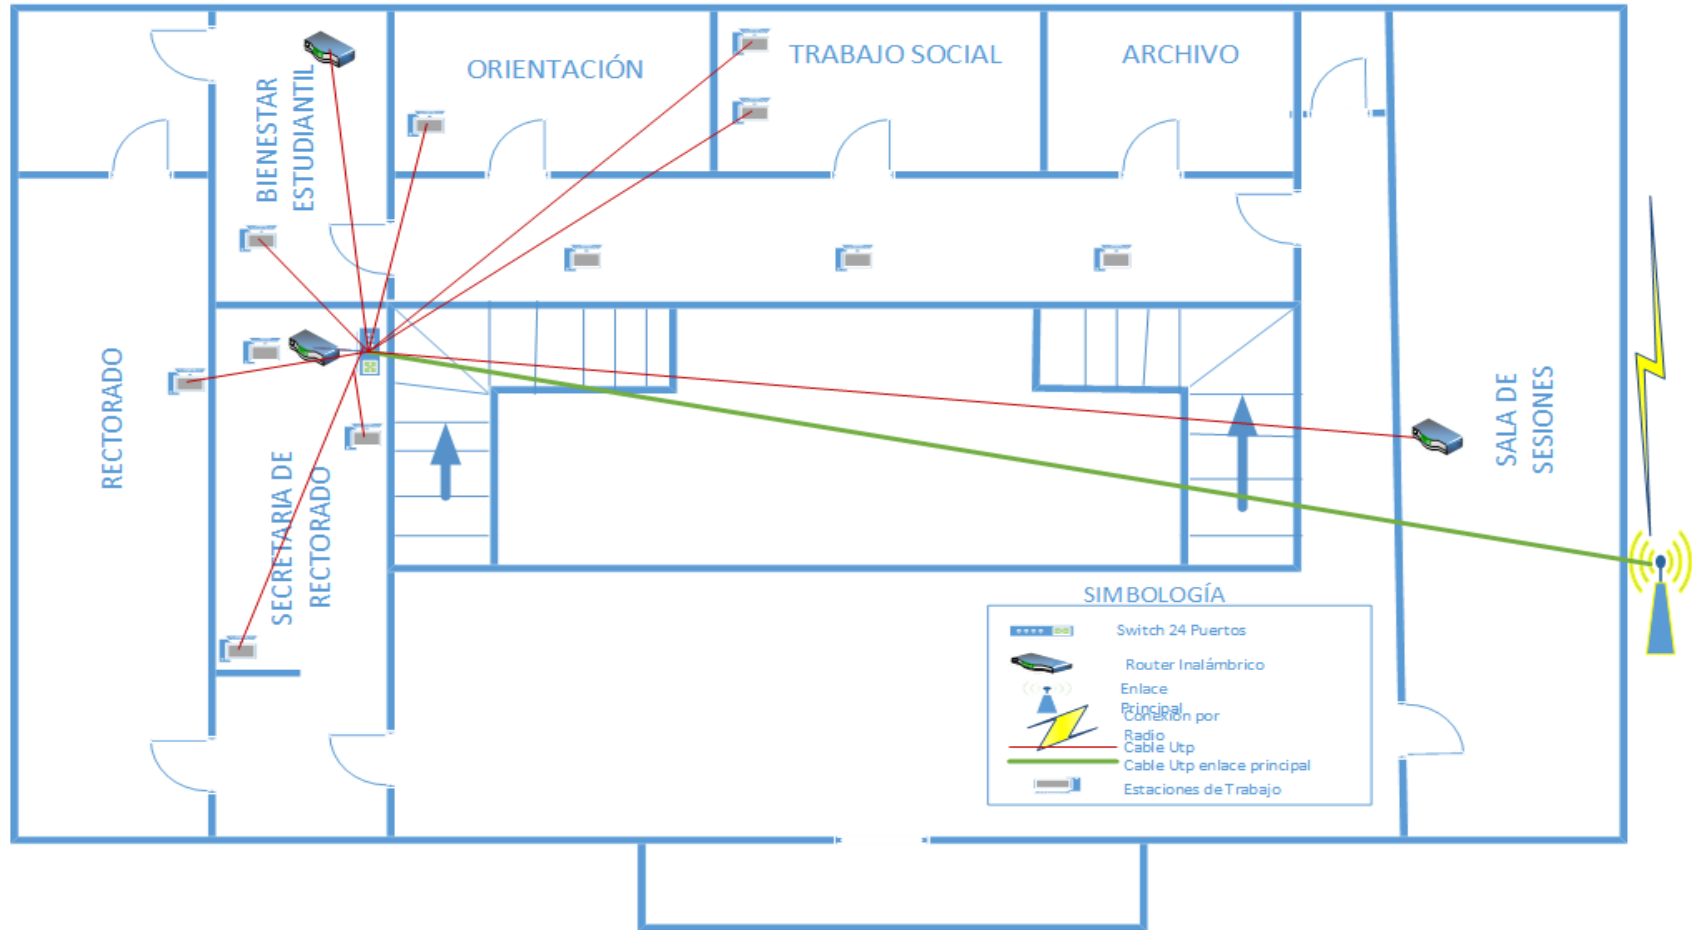 ORIENTACIÓN
TRABAJO SOCIAL
ARCHIVO
BIENESTAR
ESTUDIANTIL
RECTORADO
SECRETARIA DE
RECTORADO
SALA DE
SESIONES
SIMBOLOGÍA
Switch 24 Puertos
Router Inalámbrico
Enlace
Principal
Conexión por
Radio
Cable Utp
Cable Utp enlace principal
Estaciones de Trabajo